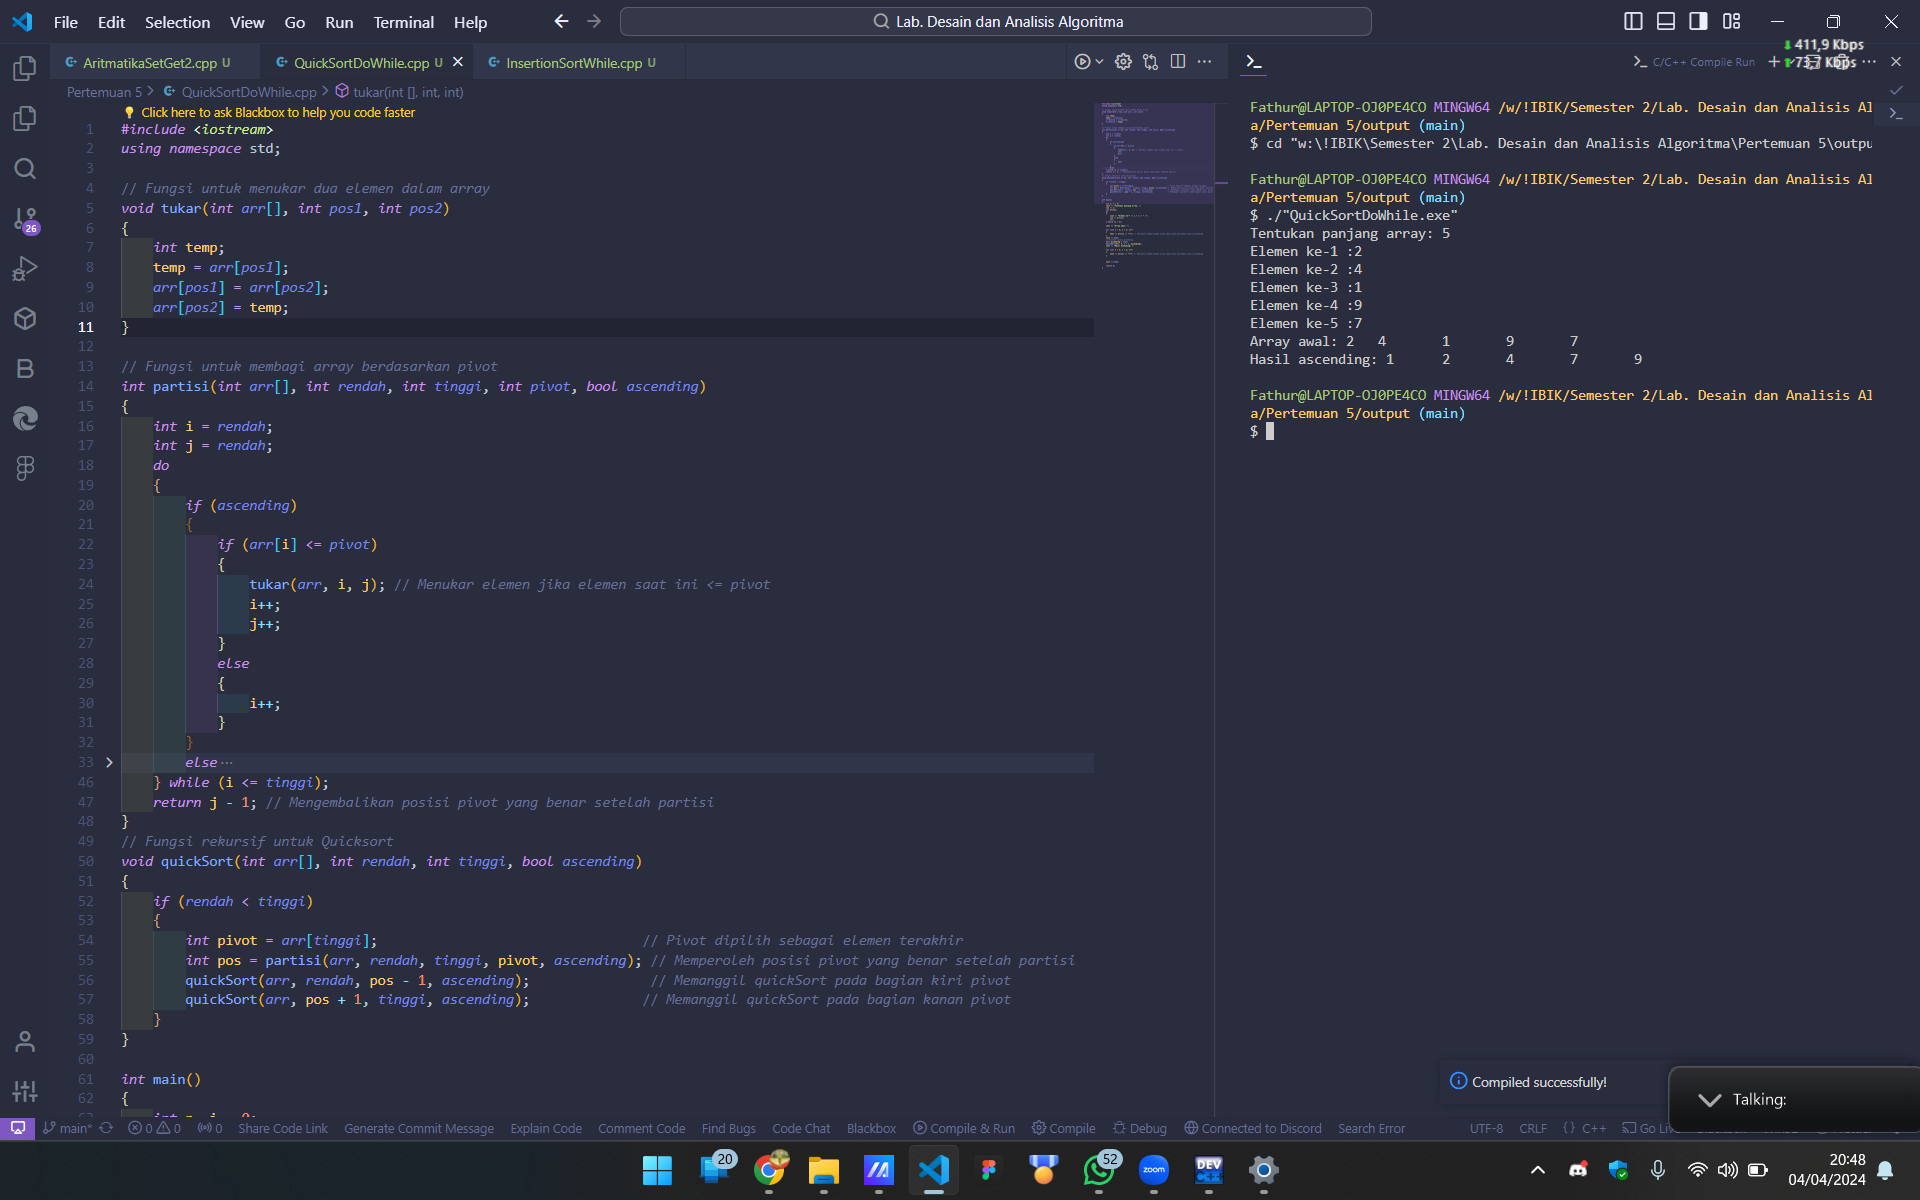 File Edit Selection View Go Run Terminal Help
Lab. Desain dan Analisis Algoritma
AritmatikaSetGet2.cpp U
QuickSortDoWhile.cpp U
InsertionSortWhile.cpp U
Pertemuan 5 > QuickSortDoWhile.cpp > tukar(int [], int, int)
Click here to ask Blackbox to help you code faster
1 #include <iostream>
2 using namespace std;
3
4 // Fungsi untuk menukar dua elemen dalam array
5 void tukar(int arr[], int pos1, int pos2)
6 {
7 int temp;
8 temp = arr[pos1];
9 arr[pos1] = arr[pos2];
10 arr[pos2] = temp;
11 }
12
13 // Fungsi untuk membagi array berdasarkan pivot
14 int partisi(int arr[], int rendah, int tinggi, int pivot, bool ascending)
15 {
16 int i = rendah;
17 int j = rendah;
18 do
19 {
20 if (ascending)
21 {
22 if (arr[i] <= pivot)
23 {
24 tukar(arr, i, j); // Menukar elemen jika elemen saat ini <= pivot
25 i++;
26 j++;
27 }
28 else
29 {
30 i++;
31 }
32 }
33 else ···
46 } while (i <= tinggi);
47 return j - 1; // Mengembalikan posisi pivot yang benar setelah partisi
48 }
49 // Fungsi rekursif untuk Quicksort
50 void quickSort(int arr[], int rendah, int tinggi, bool ascending)
51 {
52 if (rendah < tinggi)
53 {
54 int pivot = arr[tinggi]; // Pivot dipilih sebagai elemen terakhir
55 int pos = partisi(arr, rendah, tinggi, pivot, ascending); // Memperoleh posisi pivot yang benar setelah partisi
56 quickSort(arr, rendah, pos - 1, ascending); // Memanggil quickSort pada bagian kiri pivot
57 quickSort(arr, pos + 1, tinggi, ascending); // Memanggil quickSort pada bagian kanan pivot
58 }
59 }
60
61 int main()
62 {
26
411,9 Kbps
73,7 Kbps
C/C++ Compile Run
Fathur@LAPTOP-OJ0PE4CO MINGW64 /w/!IBIK/Semester 2/Lab. Desain dan Analisis Al
a/Pertemuan 5/output (main)
$ cd "w:\!IBIK\Semester 2\Lab. Desain dan Analisis Algoritma\Pertemuan 5\outpu
Fathur@LAPTOP-OJ0PE4CO MINGW64 /w/!IBIK/Semester 2/Lab. Desain dan Analisis Al
a/Pertemuan 5/output (main)
$ ./"QuickSortDoWhile.exe"
Tentukan panjang array: 5
Elemen ke-1 :2
Elemen ke-2 :4
Elemen ke-3 :1
Elemen ke-4 :9
Elemen ke-5 :7
Array awal: 2 4 1 9 7
Hasil ascending: 1 2 4 7 9
Fathur@LAPTOP-OJ0PE4CO MINGW64 /w/!IBIK/Semester 2/Lab. Desain dan Analisis Al
a/Pertemuan 5/output (main)
$
Compiled successfully!
Talking:
main* 0 0 0 Share Code Link Generate Commit Message Explain Code Comment Code Find Bugs Code Chat Blackbox Compile & Run Compile Debug Connected to Discord Search Error UTF-8 CRLF {} C++ Go Li
20
52
zoom
DEV C++
20:48
04/04/2024